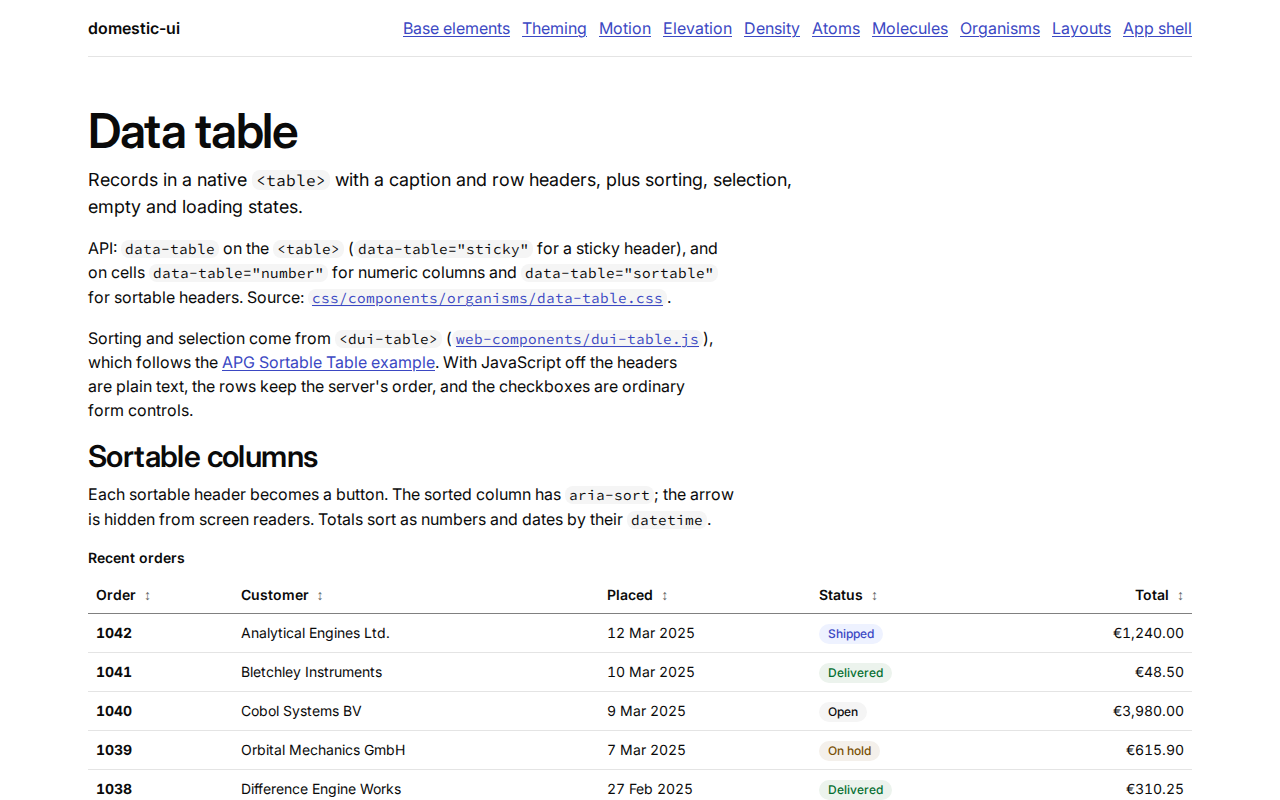 domestic-ui Base elements Theming Motion Elevation Density Atoms Molecules Organisms Layouts App shell
Data table
Records in a native <table> with a caption and row headers, plus sorting, selection,
empty and loading states.
API: data-table on the <table> ( data-table="sticky" for a sticky header), and
on cells data-table="number" for numeric columns and data-table="sortable"
for sortable headers. Source: css/components/organisms/data-table.css .
Sorting and selection come from <dui-table> ( web-components/dui-table.js ),
which follows the APG Sortable Table example. With JavaScript off the headers
are plain text, the rows keep the server's order, and the checkboxes are ordinary
form controls.
Sortable columns
Each sortable header becomes a button. The sorted column has aria-sort ; the arrow
is hidden from screen readers. Totals sort as numbers and dates by their datetime .
Recent orders
Order ↕ Customer ↕ Placed ↕ Status ↕ Total ↕
1042 Analytical Engines Ltd. 12 Mar 2025 Shipped €1,240.00
1041 Bletchley Instruments 10 Mar 2025 Delivered €48.50
1040 Cobol Systems BV 9 Mar 2025 Open €3,980.00
1039 Orbital Mechanics GmbH 7 Mar 2025 On hold €615.90
1038 Difference Engine Works 27 Feb 2025 Delivered €310.25